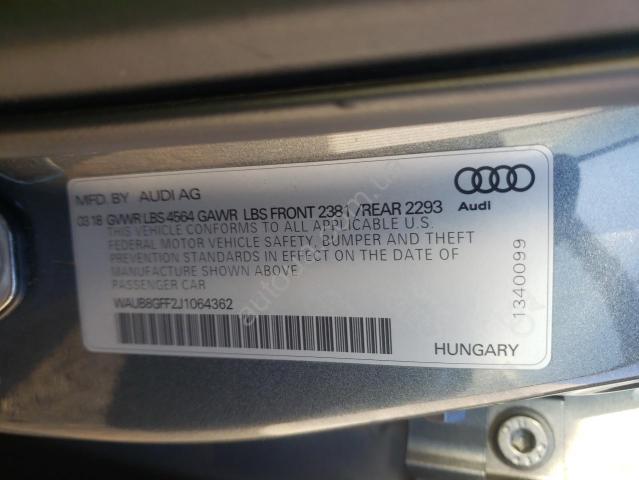 MFD. BY AUDI AG
03 18 GVWR LBS 4564 GAWR LBS FRONT 238 /REAR 2293
THIS VEHICLE CONFORMS TO ALL APPLICABLE U.S.
FEDERAL MOTOR VEHICLE SAFETY, BUMPER AND THEFT
PREVENTION STANDARDS IN EFFECT ON THE DATE OF
MANUFACTURE SHOWN ABOVE
PASSENGER CAR
WAUB8GFF2J1064362
Audi
1340099
HUNGARY